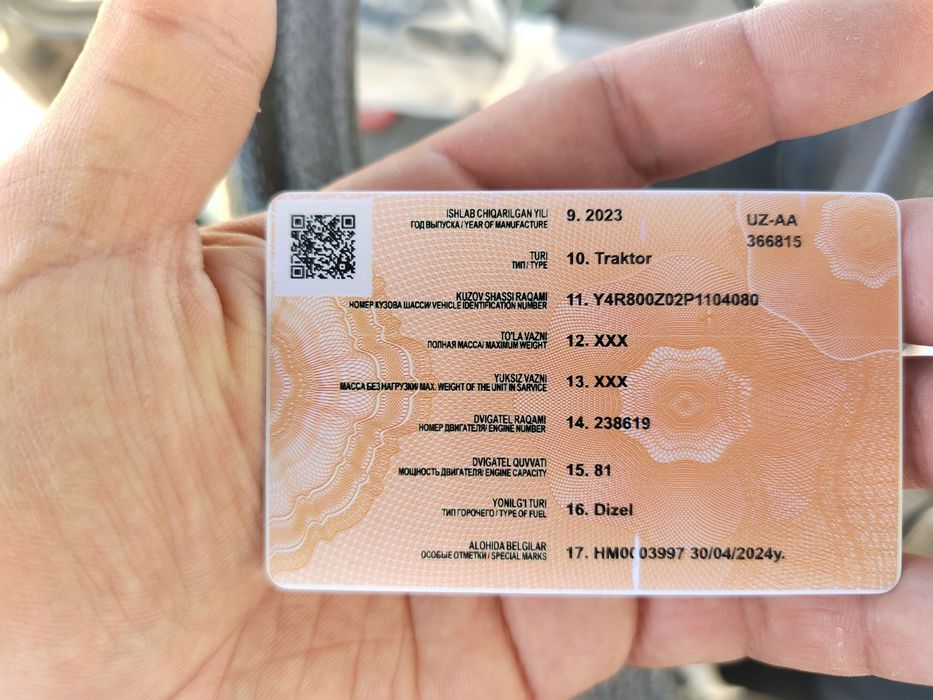 ISHLAB CHIQARILGAN YILI
ГОД ВЫПУСКА / YEAR OF MANUFACTURE
9. 2023
UZ-AA
366815
TURI
ТИП / TYPE
10. Traktor
KUZOV SHASSI RAQAMI
НОМЕР КУЗОВА ШАССИ/ VEHICLE IDENTIFICATION NUMBER
11. Y4R800Z02P1104080
TO'LA VAZNI
ПОЛНАЯ МАССА/ MAXIMUM WEIGHT
12. XXX
YUKSIZ VAZNI
МАССА БЕЗ НАГРУЗКИ/ MAX. WEIGHT OF THE UNIT IN SARVICE
13. XXX
DVIGATEL RAQAMI
НОМЕР ДВИГАТЕЛЯ/ ENGINE NUMBER
14. 238619
DVIGATEL QUVVATI
МОЩНОСТЬ ДВИГАТЕЛЯ/ ENGINE CAPACITY
15. 81
YONILG'I TURI
ТИП ГОРЮЧЕГО / TYPE OF FUEL
16. Dizel
ALOHIDA BELGILAR
ОСОБЫЕ ОТМЕТКИ / SPECIAL MARKS
17. HM0003997 30/04/2024y.